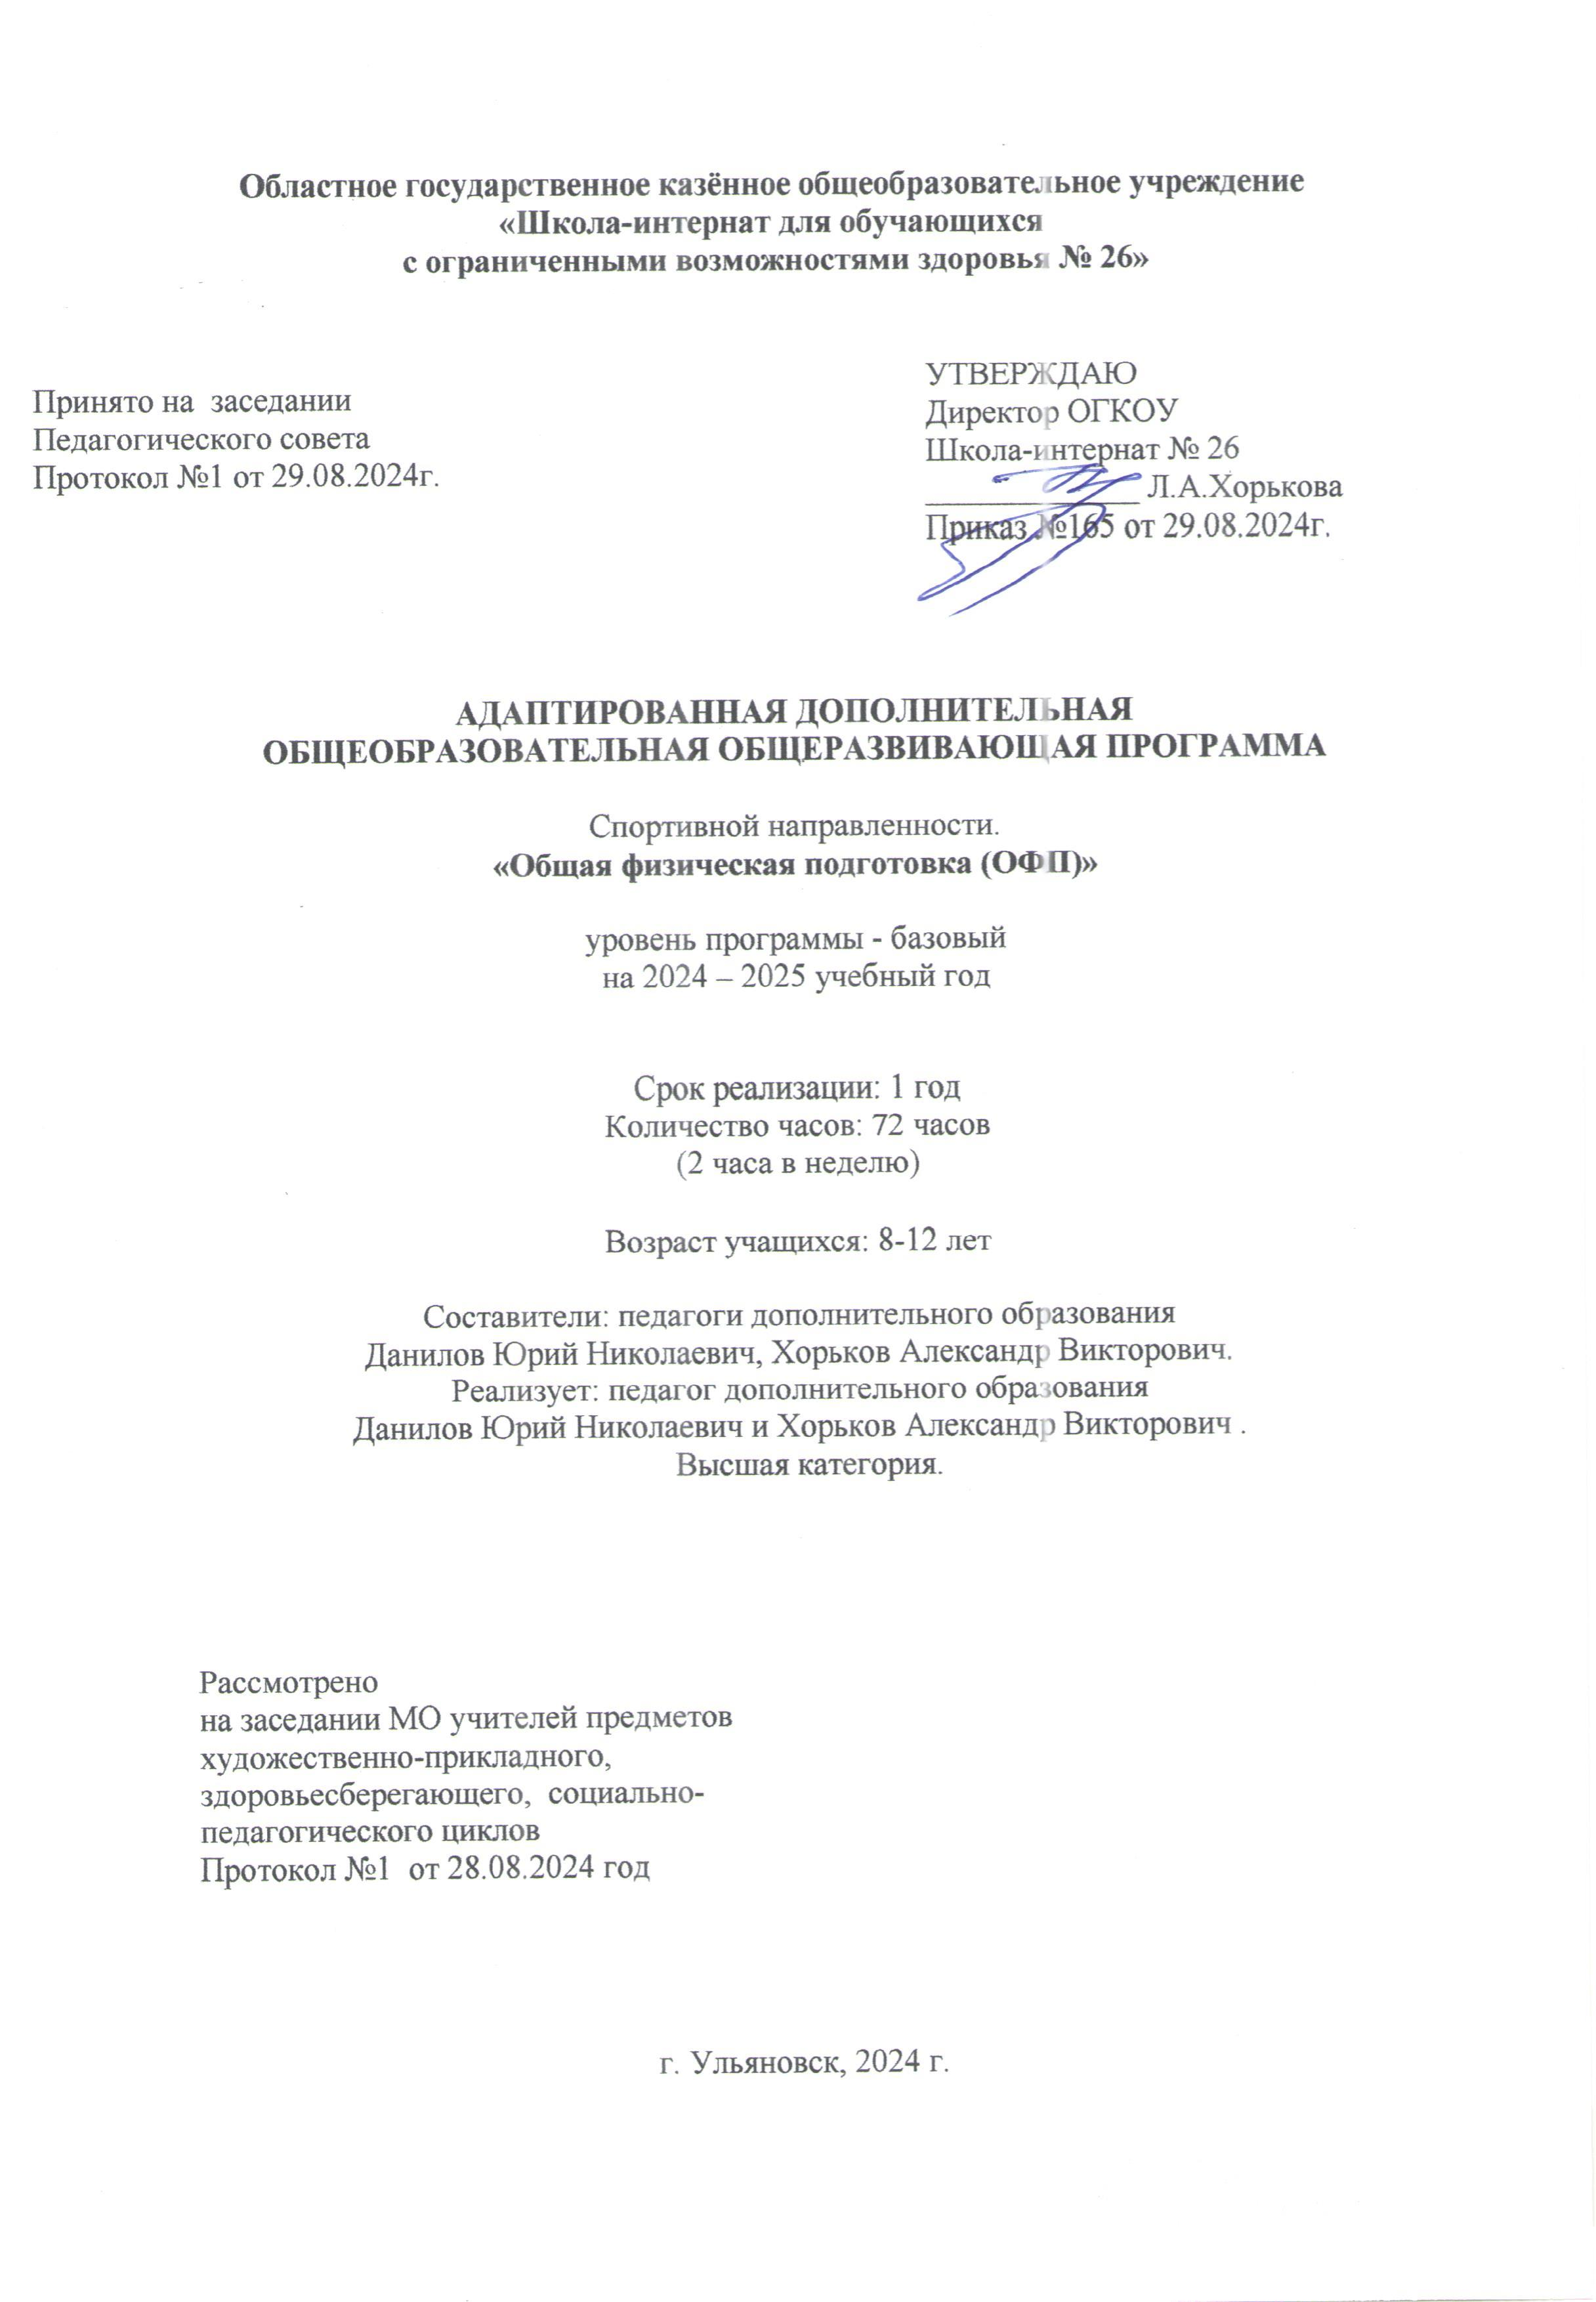 Областное государственное казённое общеобразовательное учреждение
«Школа-интернат для обучающихся
с ограниченными возможностями здоровья № 26»
Принято на заседании
Педагогического совета
Протокол №1 от 29.08.2024г.
УТВЕРЖДАЮ
Директор ОГКОУ
Школа-интернат № 26
______________ Л.А.Хорькова
Приказ №165 от 29.08.2024г.
АДАПТИРОВАННАЯ ДОПОЛНИТЕЛЬНАЯ
ОБЩЕОБРАЗОВАТЕЛЬНАЯ ОБЩЕРАЗВИВАЮЩАЯ ПРОГРАММА
Спортивной направленности.
«Общая физическая подготовка (ОФП)»
уровень программы - базовый
на 2024 – 2025 учебный год
Срок реализации: 1 год
Количество часов: 72 часов
(2 часа в неделю)
Возраст учащихся: 8-12 лет
Составители: педагоги дополнительного образования
Данилов Юрий Николаевич, Хорьков Александр Викторович.
Реализует: педагог дополнительного образования
Данилов Юрий Николаевич и Хорьков Александр Викторович .
Высшая категория.
Рассмотрено
на заседании МО учителей предметов
художественно-прикладного,
здоровьесберегающего, социально-
педагогического циклов
Протокол №1 от 28.08.2024 год
г. Ульяновск, 2024 г.